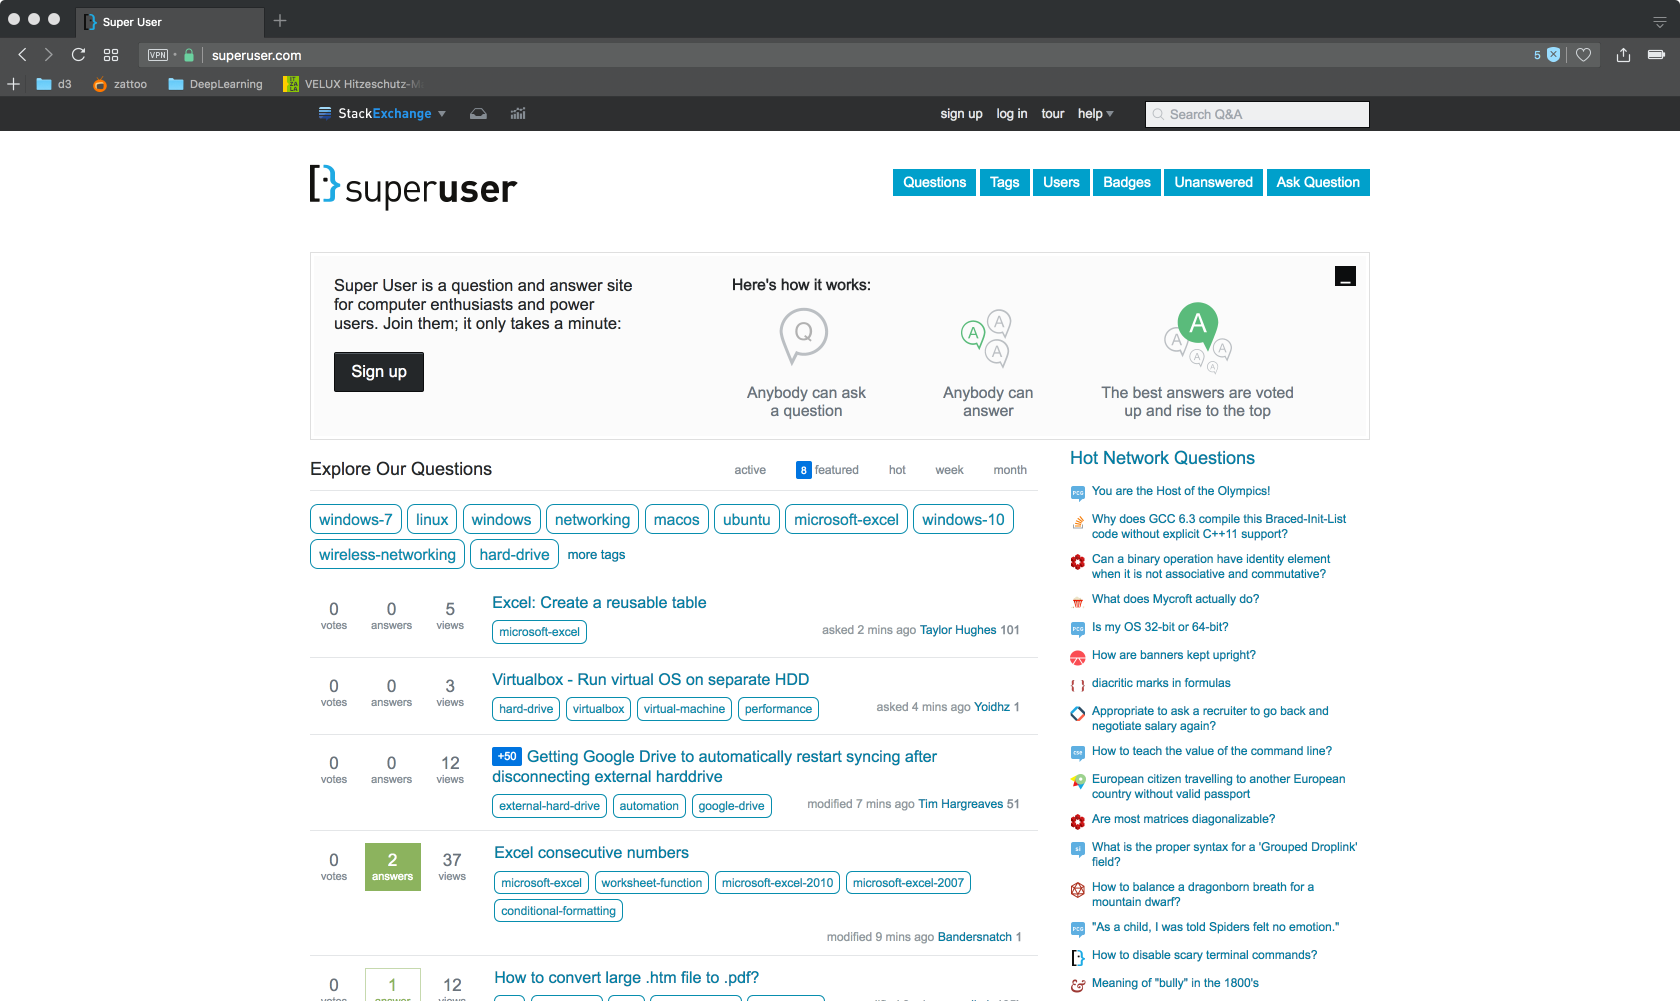 Super User
VPN
superuser.com
5
d3
zattoo
DeepLearning
VELUX Hitzeschutz-M
StackExchange
sign up
log in
tour
help
Search Q&A
superuser
Questions
Tags
Users
Badges
Unanswered
Ask Question
Super User is a question and answer site
for computer enthusiasts and power
users. Join them; it only takes a minute:
Sign up
Here's how it works:
Q
Anybody can ask
a question
A
A
A
Anybody can
answer
A
A
A
A
A
The best answers are voted
up and rise to the top
Explore Our Questions
active
8 featured
hot
week
month
windows-7
linux
windows
networking
macos
ubuntu
microsoft-excel
windows-10
wireless-networking
hard-drive
more tags
0 votes
0 answers
5 views
Excel: Create a reusable table
microsoft-excel
asked 2 mins ago Taylor Hughes 101
0 votes
0 answers
3 views
Virtualbox - Run virtual OS on separate HDD
hard-drive
virtualbox
virtual-machine
performance
asked 4 mins ago Yoidhz 1
0 votes
0 answers
12 views
+50 Getting Google Drive to automatically restart syncing after
disconnecting external harddrive
external-hard-drive
automation
google-drive
modified 7 mins ago Tim Hargreaves 51
0 votes
2 answers
37 views
Excel consecutive numbers
microsoft-excel
worksheet-function
microsoft-excel-2010
microsoft-excel-2007
conditional-formatting
modified 9 mins ago Bandersnatch 1
0
1
12
How to convert large .htm file to .pdf?
Hot Network Questions
PCG You are the Host of the Olympics!
Why does GCC 6.3 compile this Braced-Init-List
code without explicit C++11 support?
Can a binary operation have identity element
when it is not associative and commutative?
What does Mycroft actually do?
PCG Is my OS 32-bit or 64-bit?
How are banners kept upright?
diacritic marks in formulas
Appropriate to ask a recruiter to go back and
negotiate salary again?
How to teach the value of the command line?
European citizen travelling to another European
country without valid passport
Are most matrices diagonalizable?
What is the proper syntax for a 'Grouped Droplink'
field?
How to balance a dragonborn breath for a
mountain dwarf?
PCG "As a child, I was told Spiders felt no emotion."
How to disable scary terminal commands?
Meaning of "bully" in the 1800's